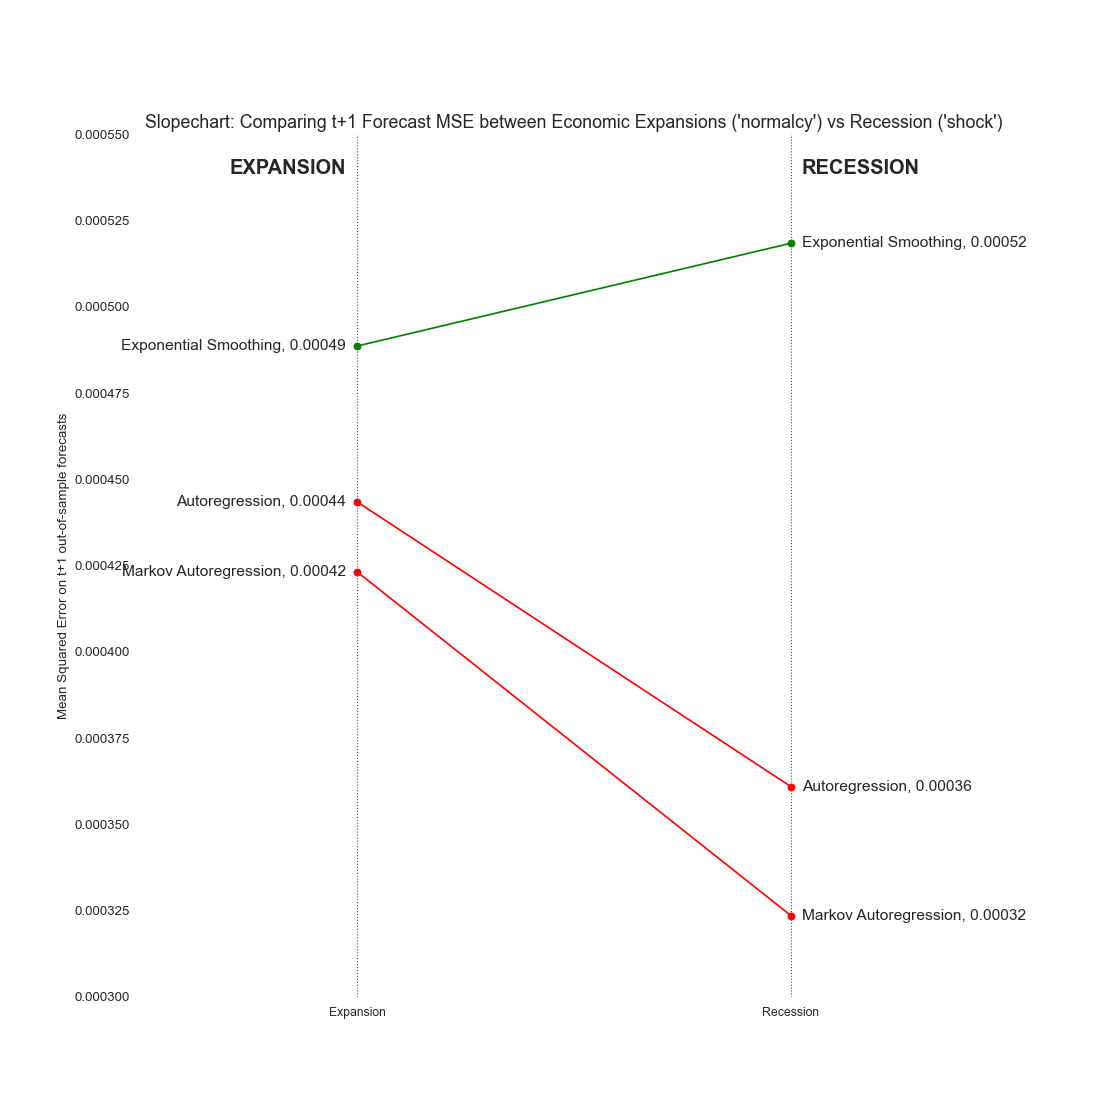 Slopechart: Comparing t+1 Forecast MSE between Economic Expansions ('normalcy') vs Recession ('shock')
0.000550
EXPANSION
RECESSION
0.000525
Exponential Smoothing, 0.00052
0.000500
Exponential Smoothing, 0.00049
0.000475
0.000450
Autoregression, 0.00044
0.000425
Markov Autoregression, 0.00042
0.000400
0.000375
Autoregression, 0.00036
0.000350
0.000325
Markov Autoregression, 0.00032
0.000300
Mean Squared Error on t+1 out-of-sample forecasts
Expansion
Recession